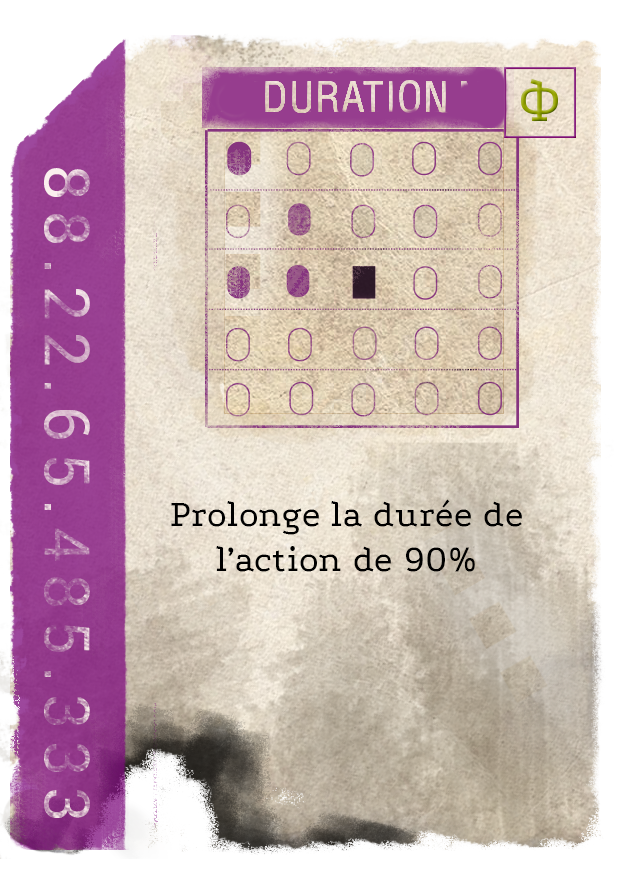 DURATION
Ф
88.22.65.485.333
Prolonge la durée de
l’action de 90%